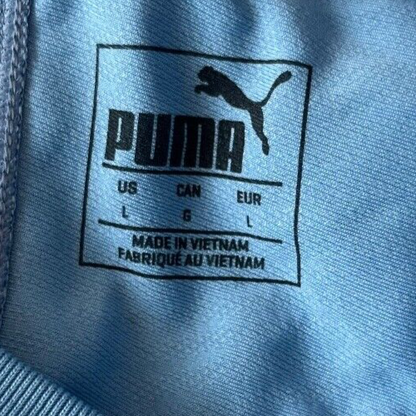 PUMA
US CAN EUR
L G L
MADE IN VIETNAM
FABRIQUÉ AU VIETNAM